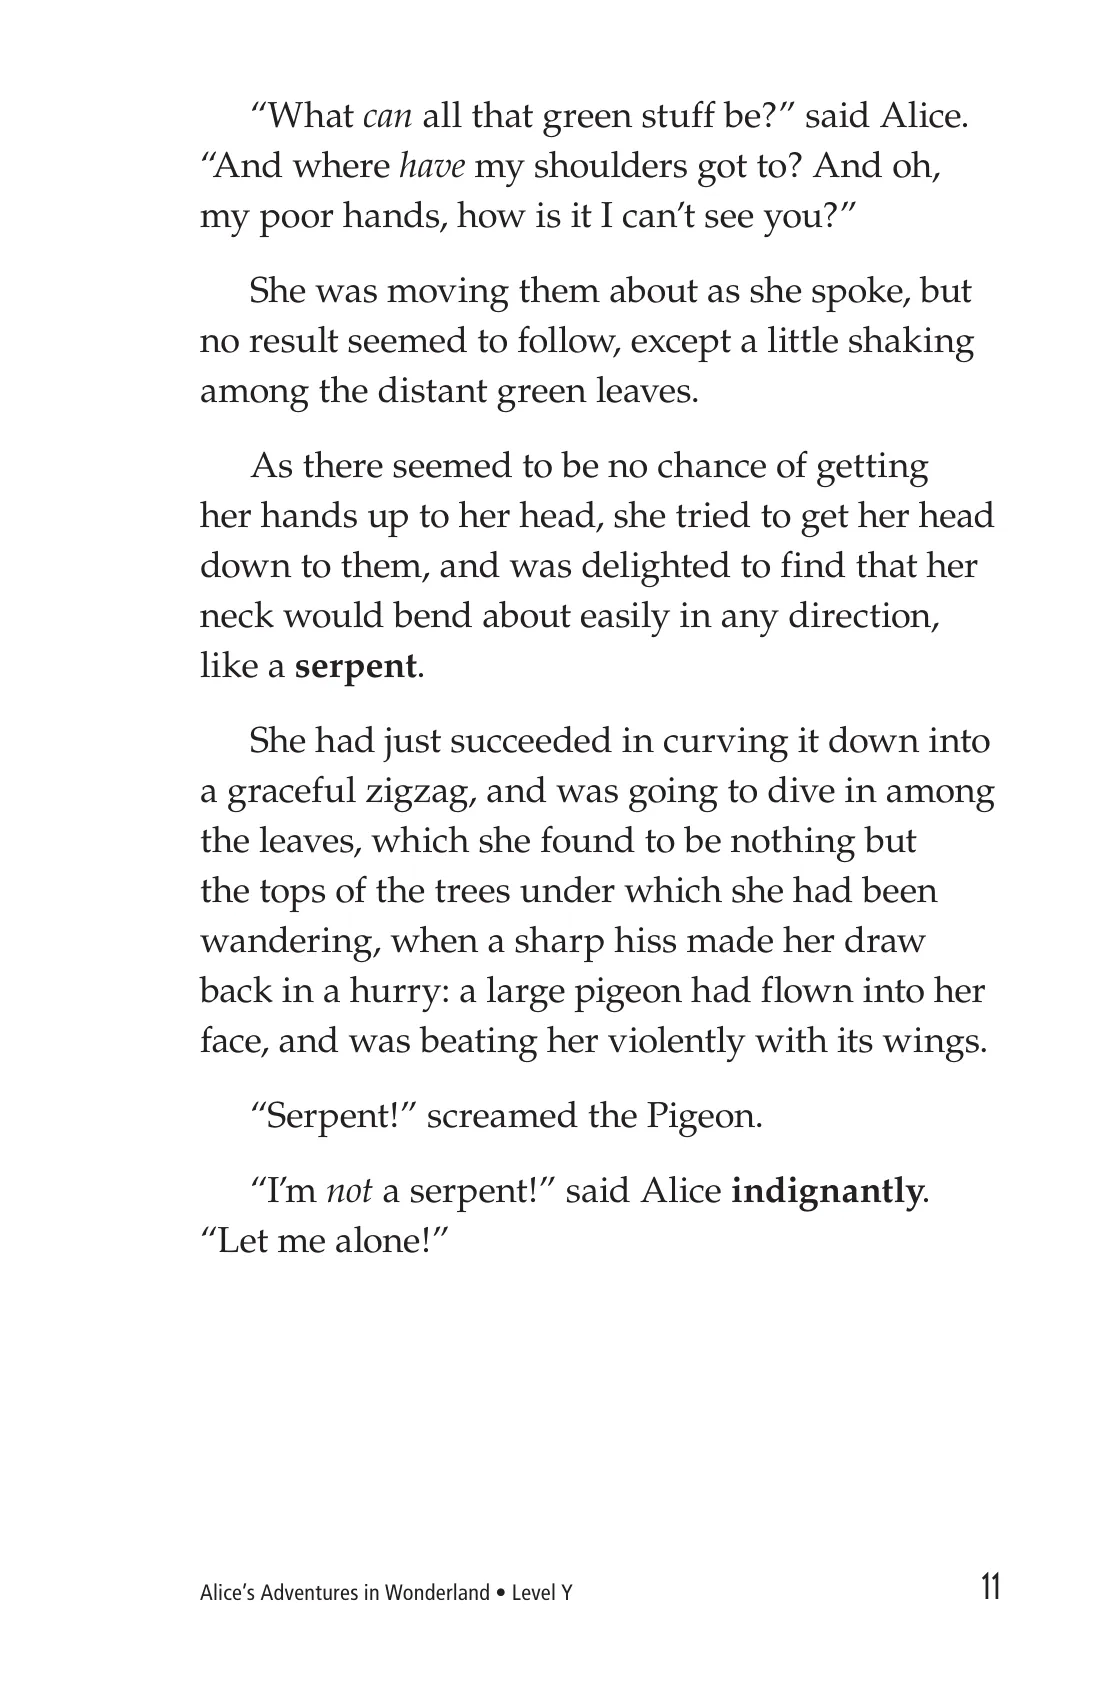 “What can all that green stuff be?” said Alice.
“And where have my shoulders got to? And oh,
my poor hands, how is it I can’t see you?”
She was moving them about as she spoke, but
no result seemed to follow, except a little shaking
among the distant green leaves.
As there seemed to be no chance of getting
her hands up to her head, she tried to get her head
down to them, and was delighted to find that her
neck would bend about easily in any direction,
like a serpent.
She had just succeeded in curving it down into
a graceful zigzag, and was going to dive in among
the leaves, which she found to be nothing but
the tops of the trees under which she had been
wandering, when a sharp hiss made her draw
back in a hurry: a large pigeon had flown into her
face, and was beating her violently with its wings.
“Serpent!” screamed the Pigeon.
“I’m not a serpent!” said Alice indignantly.
“Let me alone!”
Alice’s Adventures in Wonderland • Level Y 11